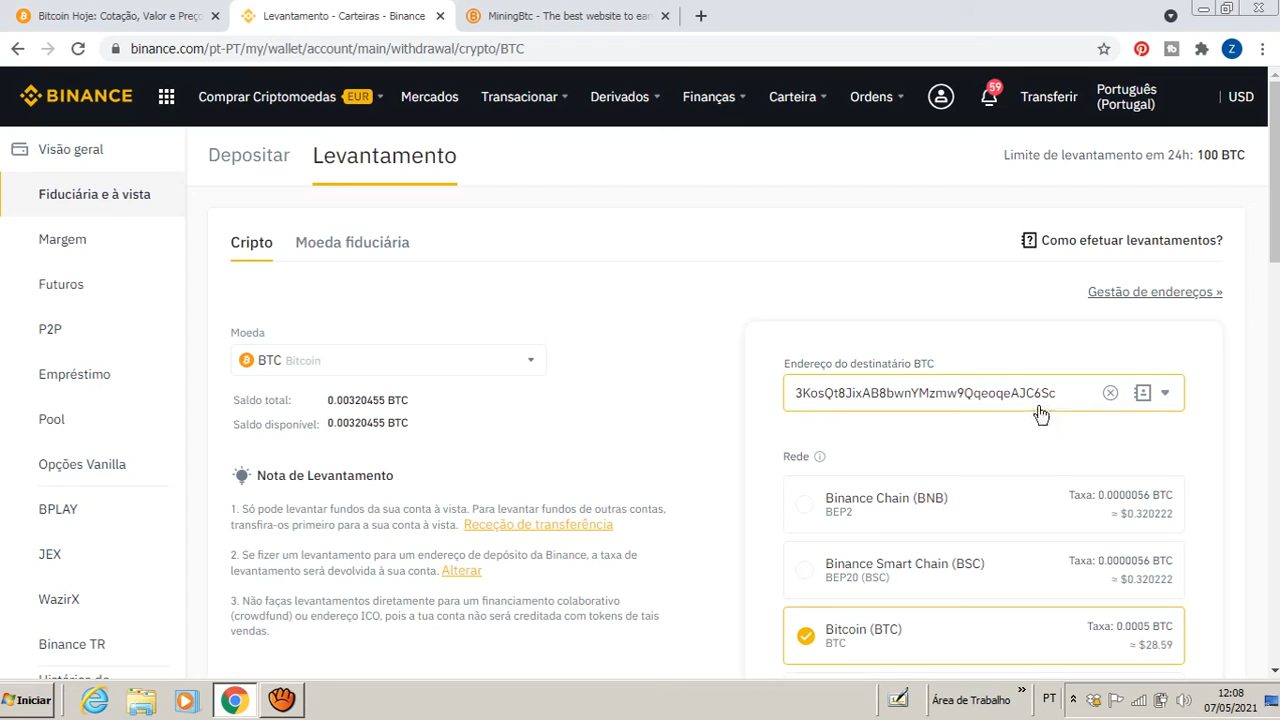 Bitcoin Hoje: Cotação, Valor e Preç
Levantamento - Carteiras - Binance
MiningBtc - The best website to ear
binance.com/pt-PT/my/wallet/account/main/withdrawal/crypto/BTC
Z
BINANCE
Comprar Criptomoedas EUR
Mercados
Transacionar
Derivados
Finanças
Carteira
Ordens
59
Transferir
Português
(Portugal)
USD
Visão geral
Fiduciária e à vista
Margem
Futuros
P2P
Empréstimo
Pool
Opções Vanilla
BPLAY
JEX
WazirX
Binance TR
Depositar
Levantamento
Limite de levantamento em 24h: 100 BTC
Cripto
Moeda fiduciária
Como efetuar levantamentos?
Gestão de endereços »
Moeda
BTC Bitcoin
Saldo total: 0.00320455 BTC
Saldo disponível: 0.00320455 BTC
Nota de Levantamento
1. Só pode levantar fundos da sua conta à vista. Para levantar fundos de outras contas,
transfira-os primeiro para a sua conta à vista. Receção de transferência
2. Se fizer um levantamento para um endereço de depósito da Binance, a taxa de
levantamento será devolvida à sua conta. Alterar
3. Não faças levantamentos diretamente para um financiamento colaborativo
(crowdfund) ou endereço ICO, pois a tua conta não será creditada com tokens de tais
vendas.
Endereço do destinatário BTC
3KosQt8JixAB8bwnYMzmw9QqeoqeAJC6Sc
Rede
Binance Chain (BNB)
BEP2
Taxa: 0.0000056 BTC
≈ $0.320222
Binance Smart Chain (BSC)
BEP20 (BSC)
Taxa: 0.0000056 BTC
≈ $0.320222
Bitcoin (BTC)
BTC
Taxa: 0.0005 BTC
≈ $28.59
Iniciar
Área de Trabalho
»
PT
12:08
07/05/2021